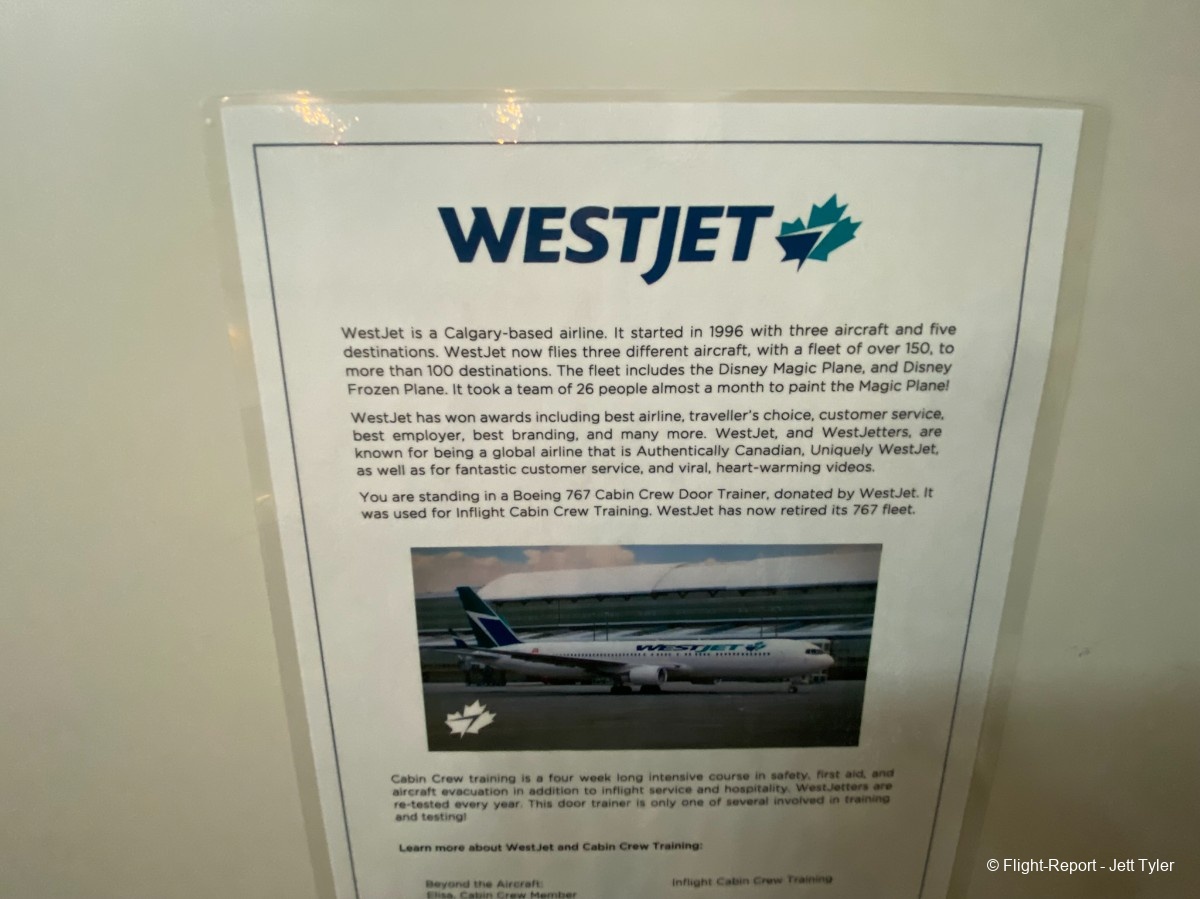 WESTJET
WestJet is a Calgary-based airline. It started in 1996 with three aircraft and five
destinations. WestJet now flies three different aircraft, with a fleet of over 150, to
more than 100 destinations. The fleet includes the Disney Magic Plane, and Disney
Frozen Plane. It took a team of 26 people almost a month to paint the Magic Plane!
WestJet has won awards including best airline, traveller's choice, customer service,
best employer, best branding, and many more. WestJet, and WestJetters, are
known for being a global airline that is Authentically Canadian, Uniquely WestJet,
as well as for fantastic customer service, and viral, heart-warming videos.
You are standing in a Boeing 767 Cabin Crew Door Trainer, donated by WestJet. It
was used for Inflight Cabin Crew Training. WestJet has now retired its 767 fleet.
WESTJET
Cabin Crew training is a four week long intensive course in safety, first aid, and
aircraft evacuation in addition to inflight service and hospitality. WestJetters are
re-tested every year. This door trainer is only one of several involved in training
and testing!
Learn more about WestJet and Cabin Crew Training:
Beyond the Aircraft:
Inflight Cabin Crew Training
Elisa, Cabin Crew Member
© Flight-Report - Jett Tyler